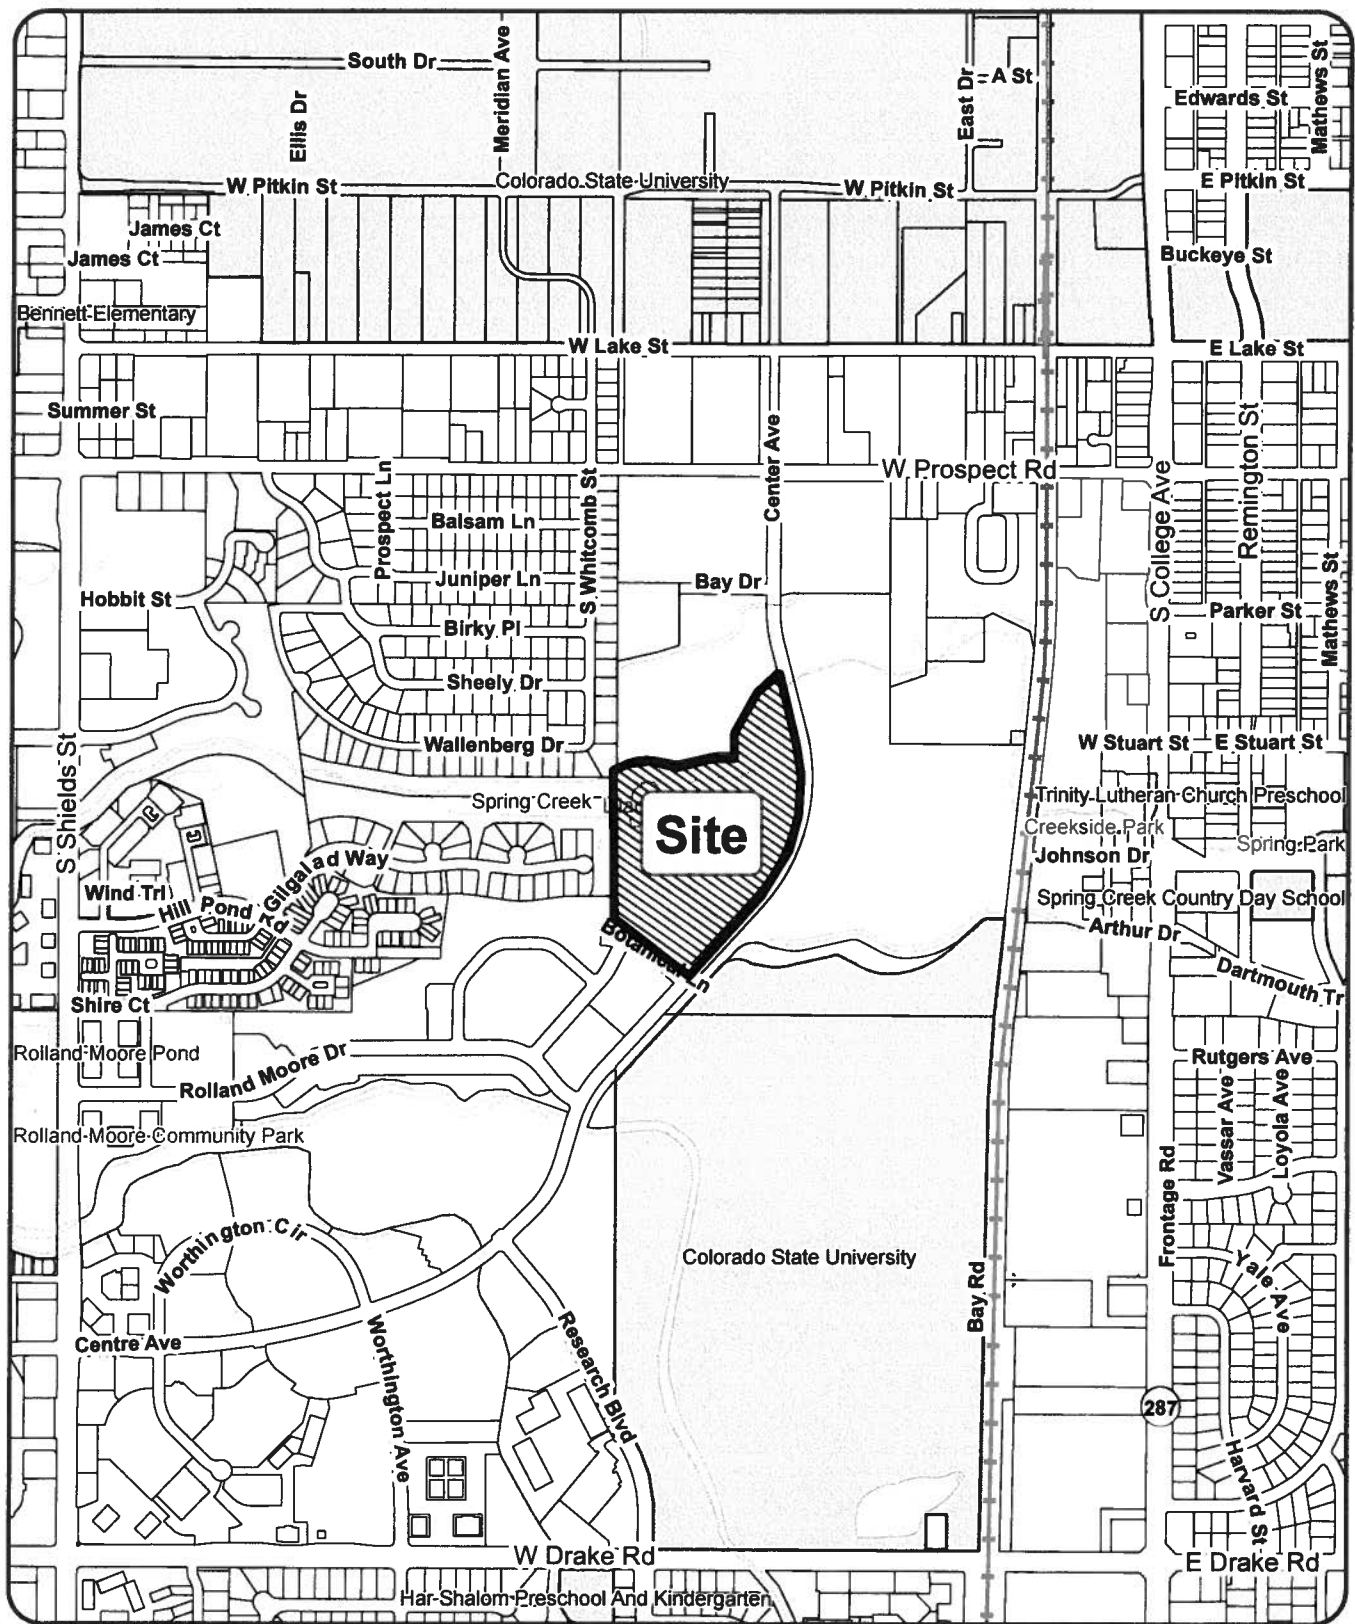 South Dr
Meridian Ave
Ellis Dr
East Dr
A St
Edwards St
Mathews St
W Pitkin St
Colorado State University
W Pitkin St
E Pitkin St
James Ct
James Ct
Buckeye St
Bennett Elementary
W Lake St
E Lake St
Summer St
Center Ave
Remington St
W Prospect Rd
S College Ave
Prospect Ln
Balsam Ln
S Whitcomb St
Juniper Ln
Bay Dr
Hobbit St
Birky Pl
Parker St
Mathews St
Sheely Dr
Wallenberg Dr
W Stuart St
E Stuart St
S Shields St
Spring Creek
Trinity Lutheran Church Preschool
Site
Creekside Park
Spring Park
Johnson Dr
Gilgalad Way
Wind Trl
Hill Pond Rd
Spring Creek Country Day School
Arthur Dr
Botanical Ln
Dartmouth Tr
Shire Ct
Rolland Moore Pond
Rolland Moore Dr
Rutgers Ave
Vassar Ave
Loyola Ave
Rolland Moore Community Park
Frontage Rd
Worthington Cir
Colorado State University
Yale Ave
Bay Rd
Centre Ave
Worthington Ave
Research Blvd
287
Harvard St
W Drake Rd
E Drake Rd
Har Shalom Preschool And Kindergarten